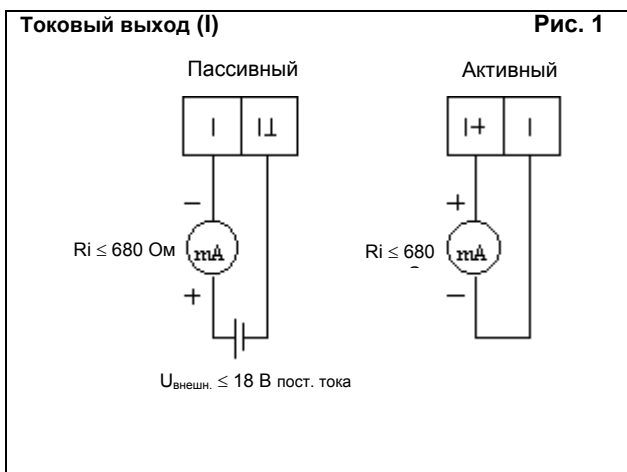 Токовый выход (I) Рис. 1
Пассивный Активный
I I⊥ I+ I
− +
Ri ≤ 680 Ом mA Ri ≤ 680 mA
+ −
Uвнешн. ≤ 18 В пост. тока